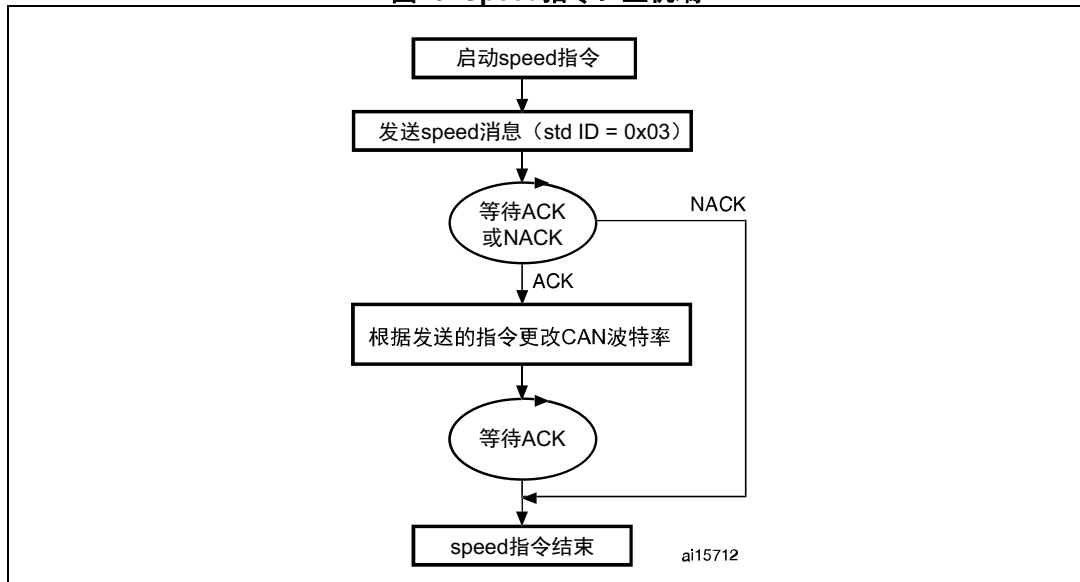 启动speed指令
发送speed消息（std ID = 0x03）
等待ACK
或NACK
NACK
ACK
根据发送的指令更改CAN波特率
等待ACK
speed指令结束
ai15712